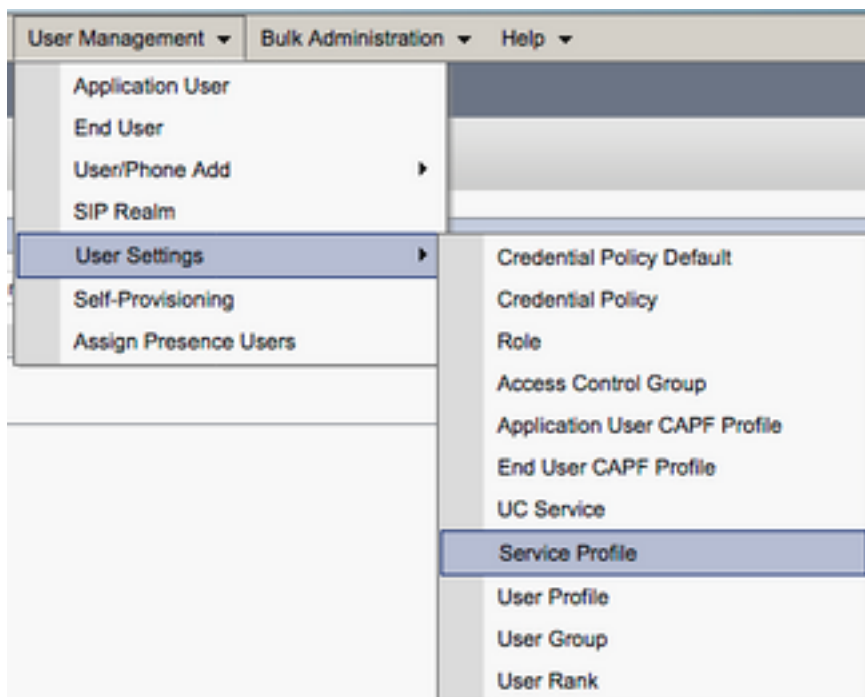 User Management Bulk Administration Help
Application User
End User
User/Phone Add
SIP Realm
User Settings
Self-Provisioning
Assign Presence Users
Credential Policy Default
Credential Policy
Role
Access Control Group
Application User CAPF Profile
End User CAPF Profile
UC Service
Service Profile
User Profile
User Group
User Rank